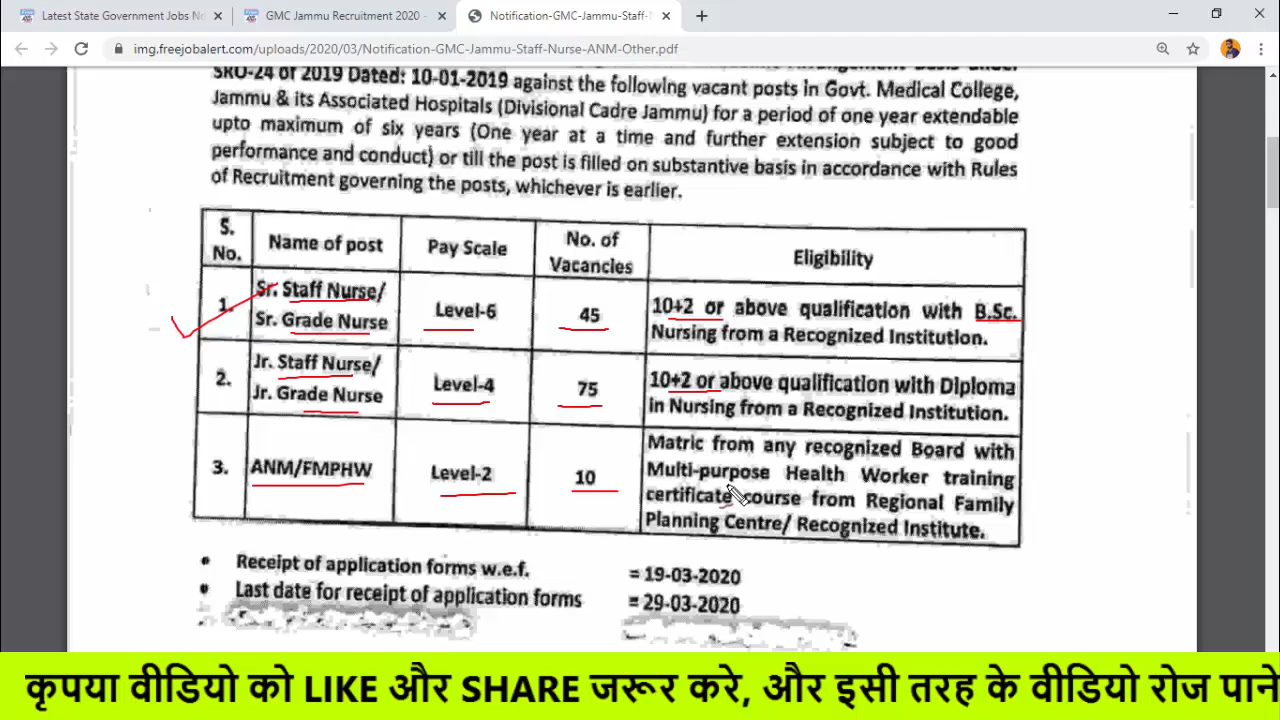 Latest State Government Jobs N
GMC Jammu Recruitment 2020 -
Notification-GMC-Jammu-Staff-N
img.freejobalert.com/uploads/2020/03/Notification-GMC-Jammu-Staff-Nurse-ANM-Other.pdf
SRO-24 of 2019 Dated: 10-01-2019 against the following vacant posts in Govt. Medical College,
Jammu & its Associated Hospitals (Divisional Cadre Jammu) for a period of one year extendable
upto maximum of six years (One year at a time and further extension subject to good
performance and conduct) or till the post is filled on substantive basis in accordance with Rules
of Recruitment governing the posts, whichever is earlier.
S. No. Name of post Pay Scale No. of Vacancies Eligibility
1. Sr. Staff Nurse/ Sr. Grade Nurse Level-6 45 10+2 or above qualification with B.Sc.
Nursing from a Recognized Institution.
2. Jr. Staff Nurse/ Jr. Grade Nurse Level-4 75 10+2 or above qualification with Diploma
in Nursing from a Recognized Institution.
3. ANM/FMPHW Level-2 10 Matric from any recognized Board with
Multi-purpose Health Worker training
certificate course from Regional Family
Planning Centre/ Recognized Institute.
• Receipt of application forms w.e.f. = 19-03-2020
• Last date for receipt of application forms = 29-03-2020
कृपया वीडियो को LIKE और SHARE जरूर करे, और इसी तरह के वीडियो रोज पाने